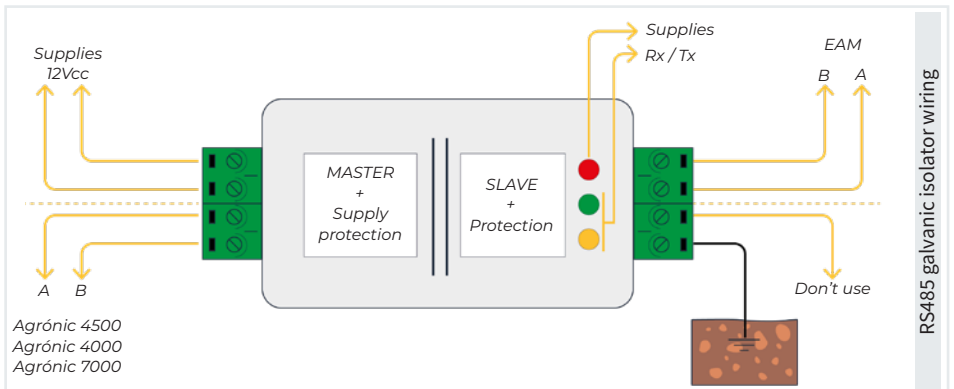 Supplies
12Vcc
Supplies
Rx / Tx
EAM
B A
MASTER
+
Supply
protection
SLAVE
+
Protection
A B
Don't use
Agrónic 4500
Agrónic 4000
Agrónic 7000
RS485 galvanic isolator wiring